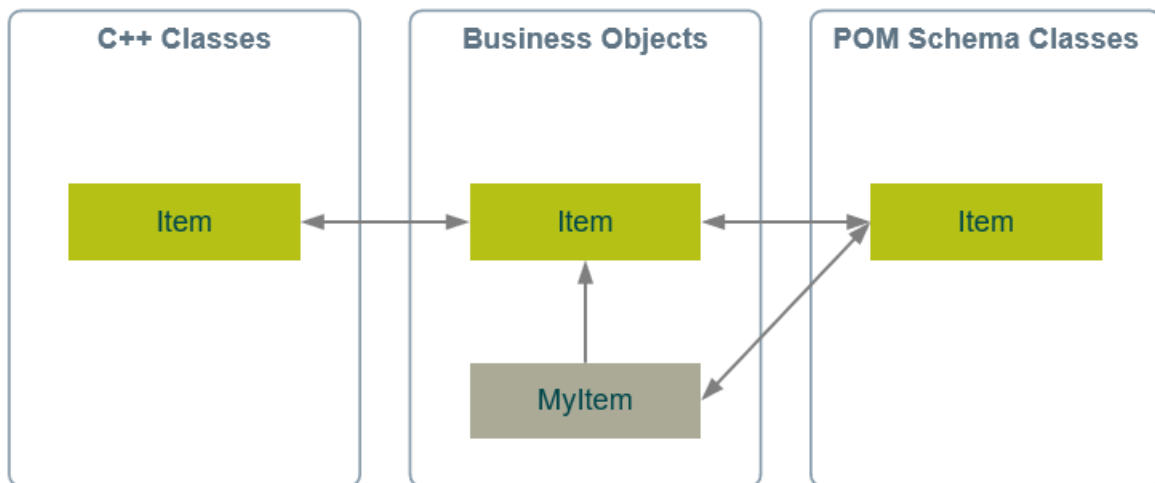 C++ Classes
Business Objects
POM Schema Classes
Item
Item
Item
MyItem